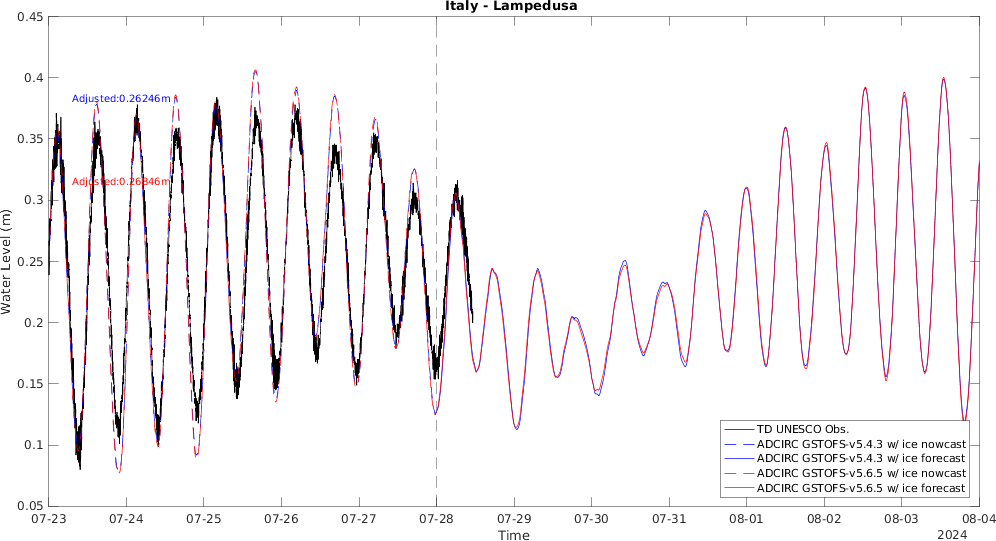 Italy - Lampedusa
0.45
0.4
0.35
0.3
0.25
0.2
0.15
0.1
0.05
Water Level (m)
Adjusted:0.26246m
Adjusted:0.26846m
TD UNESCO Obs.
ADCIRC GSTOFS-v5.4.3 w/ ice nowcast
ADCIRC GSTOFS-v5.4.3 w/ ice forecast
ADCIRC GSTOFS-v5.6.5 w/ ice nowcast
ADCIRC GSTOFS-v5.6.5 w/ ice forecast
07-23 07-24 07-25 07-26 07-27 07-28 07-29 07-30 07-31 08-01 08-02 08-03 08-04
Time
2024